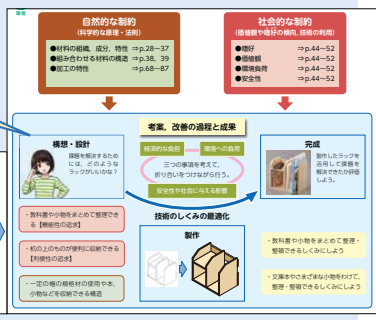 環境
自然的な制約
(科学的な原理・法則)
●材料の組織、成分、特性 ⇒p.28~37
●組み合わせる材料の構造 ⇒p.38、39
●加工の特性 ⇒p.68~87
社会的な制約
(価値観や嗜好の傾向、技術の利用)
●嗜好 ⇒p.44~52
●価値観 ⇒p.44~52
●環境負荷 ⇒p.44~52
●安全性 ⇒p.44~52
考案、改善の過程と成果
構想・設計
課題を解決するため
には、どのような
ラックがいいかな?
経済的な負担
環境への負荷
三つの事項を考えて、
折り合いをつけながら行う。
安全性や社会に与える影響
完成
製作したラックを
活用して課題を
解決できたか評価
しよう。
技術のしくみの最適化
製作
・教科書や小物をまとめて整理でき
る【機能性の追求】
・机の上のものが便利に収納できる
【利便性の追求】
・一定の幅の規格材の使用や本、
小物などを収納できる構造
・教科書や小物をまとめて整理・
整頓できるしくみにしよう
・文庫本やさまざまな小物をわけて、
整理・整頓できるしくみにしよう